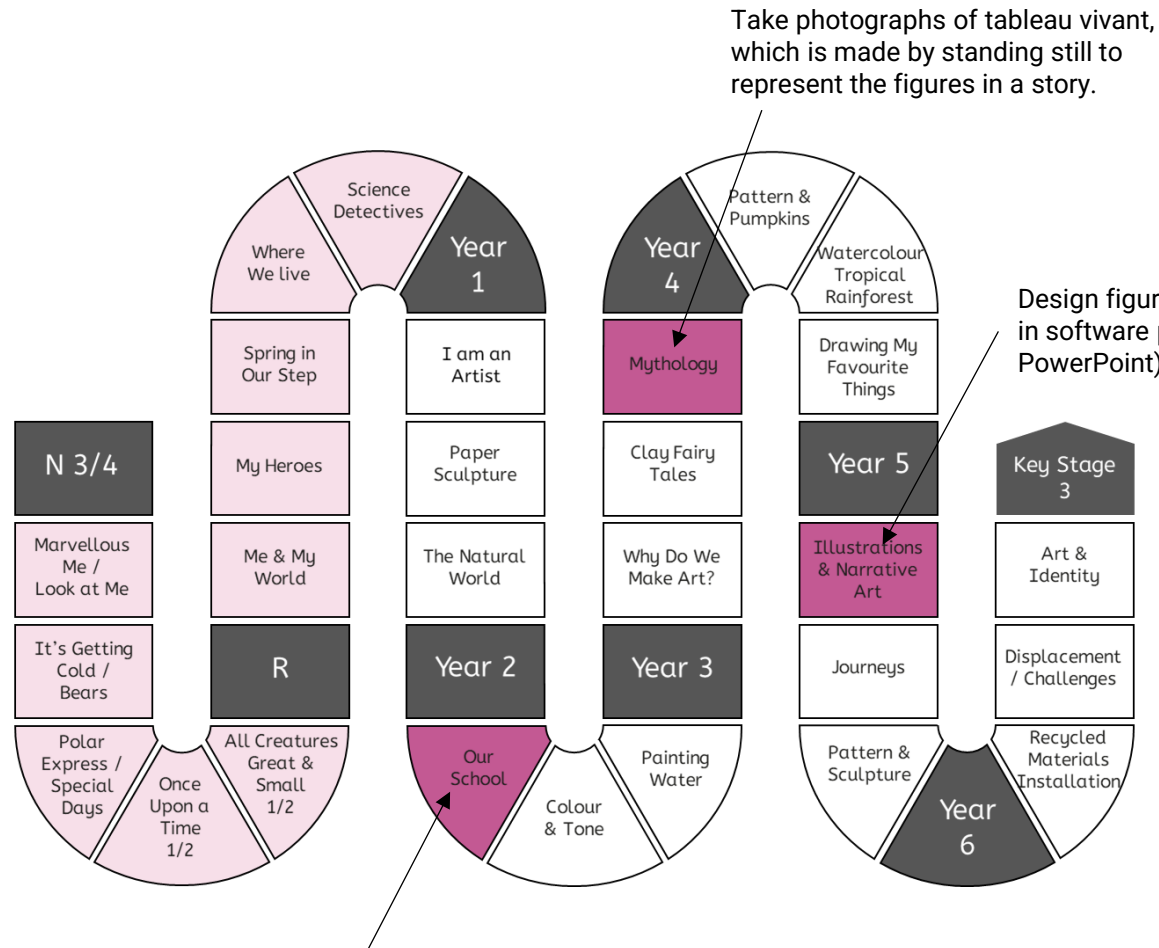 Take photographs of tableau vivant,
which is made by standing still to
represent the figures in a story.
Design figur
in software p
PowerPoint)
N 3/4
Marvellous
Me /
Look at Me
It's Getting
Cold /
Bears
Polar
Express /
Special
Days
Once
Upon a
Time
1/2
All Creatures
Great &
Small
1/2
R
Me & My
World
My Heroes
Spring in
Our Step
Where
We live
Science
Detectives
Year
1
I am an
Artist
Paper
Sculpture
The Natural
World
Year 2
Our
School
Colour
& Tone
Painting
Water
Year 3
Why Do We
Make Art?
Clay Fairy
Tales
Mythology
Year
4
Pattern &
Pumpkins
Watercolour
Tropical
Rainforest
Drawing My
Favourite
Things
Year 5
Illustrations
& Narrative
Art
Journeys
Pattern &
Sculpture
Year
6
Recycled
Materials
Installation
Displacement
/ Challenges
Art &
Identity
Key Stage
3